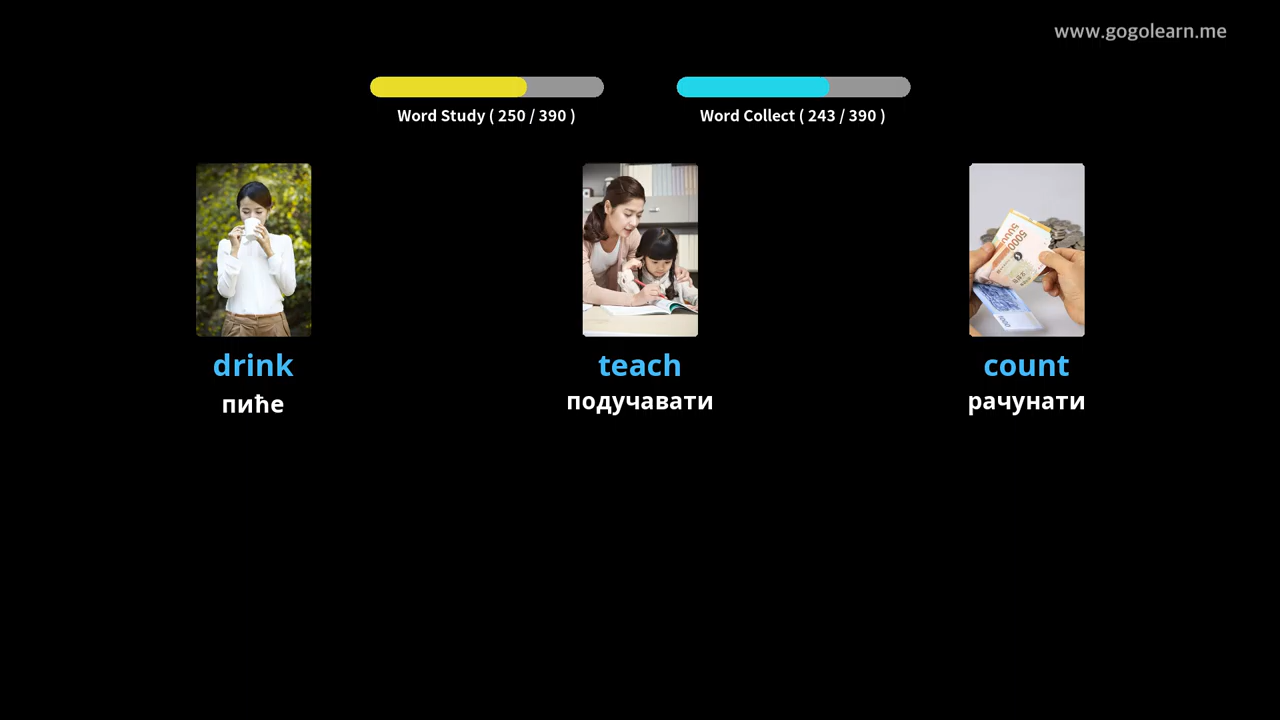 www.gogolearn.me
Word Study ( 250 / 390 )
Word Collect ( 243 / 390 )
drink
teach
count
пиће
подучавати
рачунати